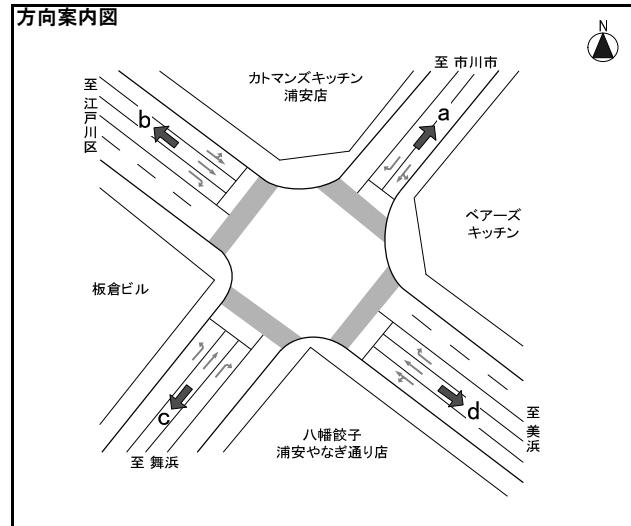 方向案内図
N
至 市川市
カトマンズキッチン
浦安店
至 江戸川区
b
a
ベアーズ
キッチン
板倉ビル
c
d
至 美浜
八幡餃子
浦安やなぎ通り店
至 舞浜